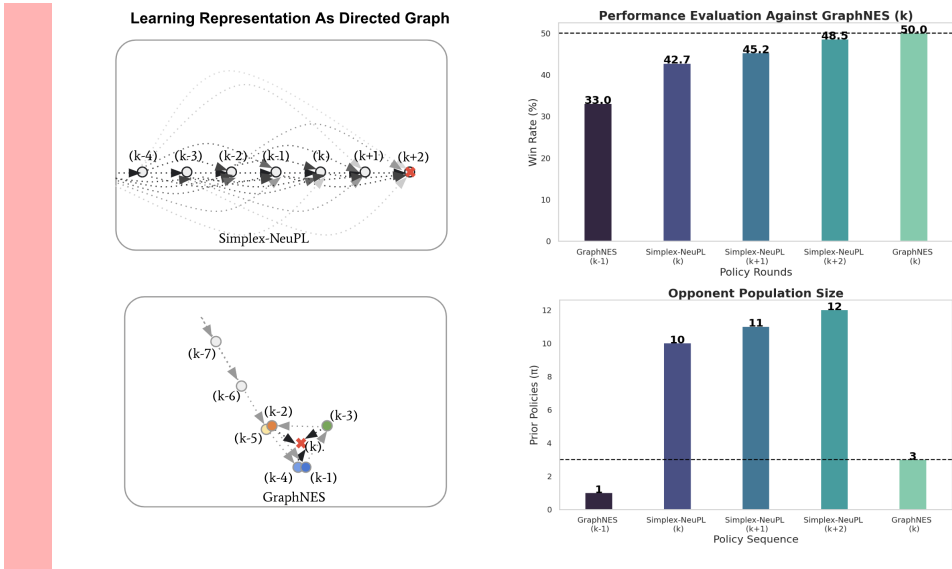 Learning Representation As Directed Graph
(k-4) (k-3) (k-2) (k-1) (k). (k+1) (k+2)
Simplex-NeuPL
(k-7)
(k-6)
(k-2)
(k-3)
(k-5)
(k).
(k-4) (k-1)
GraphNES
Performance Evaluation Against GraphNES (k)
Win Rate (%)
50
40
30
20
10
0
33.0
42.7
45.2
48.5
50.0
GraphNES
(k-1)
Simplex-NeuPL
(k)
Simplex-NeuPL
(k+1)
Simplex-NeuPL
(k+2)
GraphNES
(k)
Policy Rounds
Opponent Population Size
Prior Policies (π)
12
10
8
6
4
2
0
1
10
11
12
3
GraphNES
(k-1)
Simplex-NeuPL
(k)
Simplex-NeuPL
(k+1)
Simplex-NeuPL
(k+2)
GraphNES
(k)
Policy Sequence